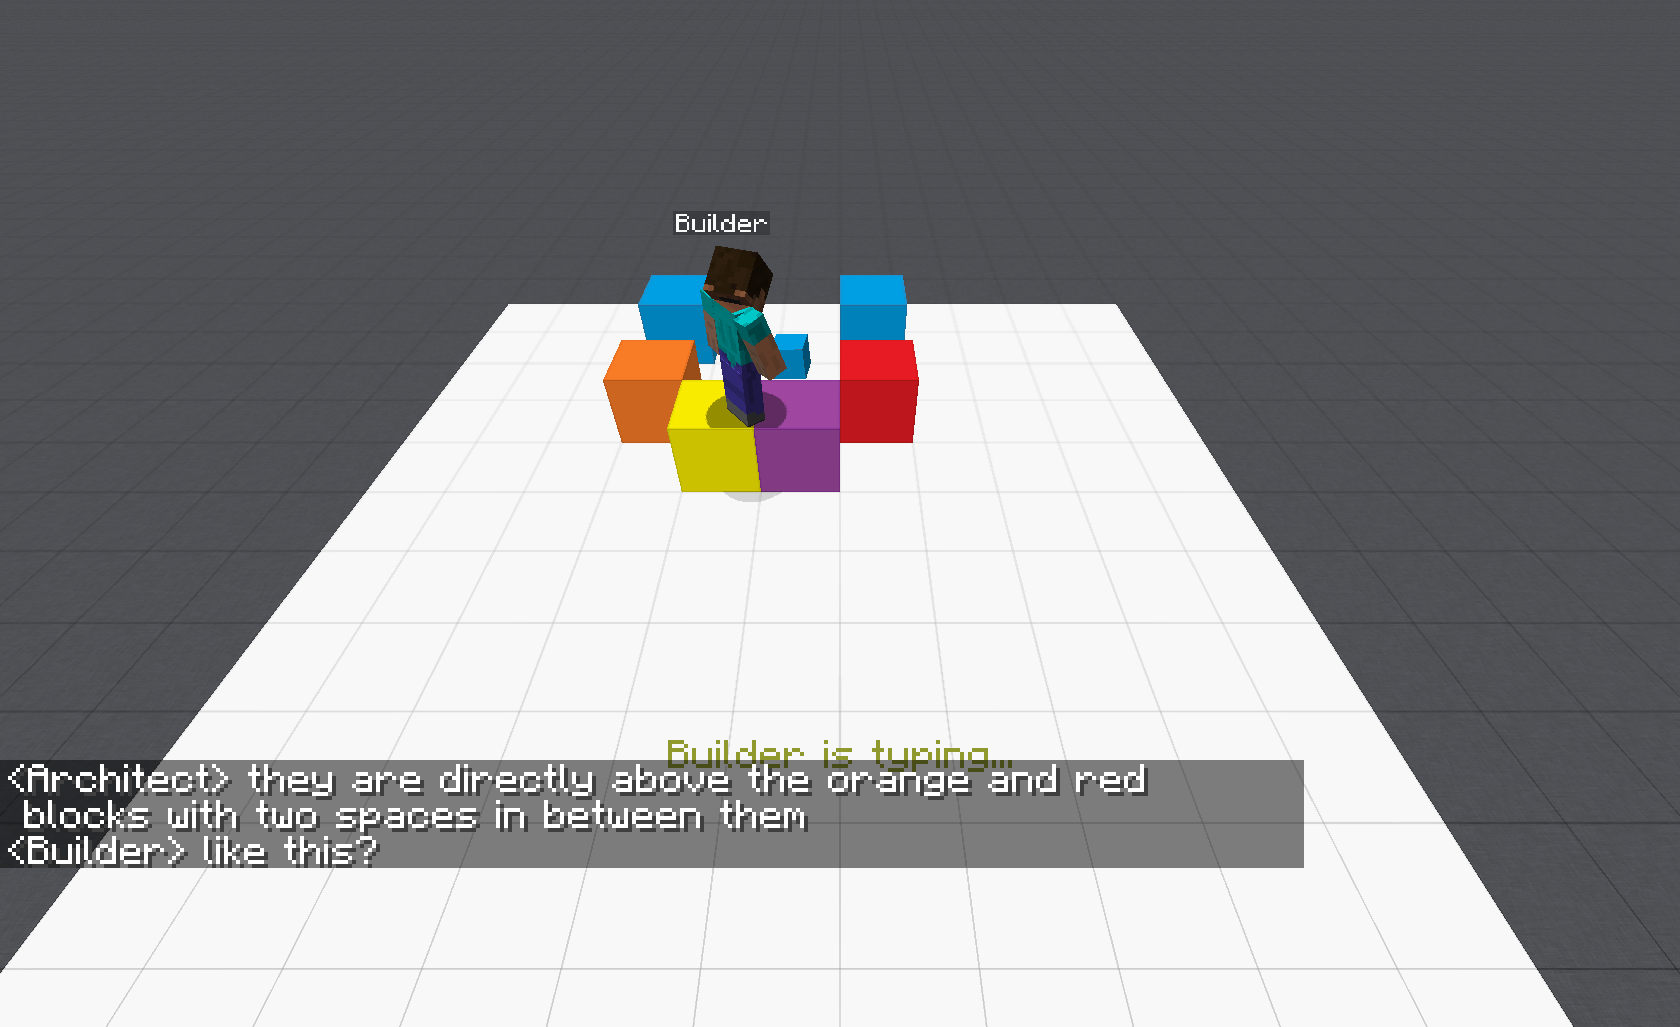 Builder
Builder is typing...
<Architect> they are directly above the orange and red
blocks with two spaces in between them
<Builder> like this?